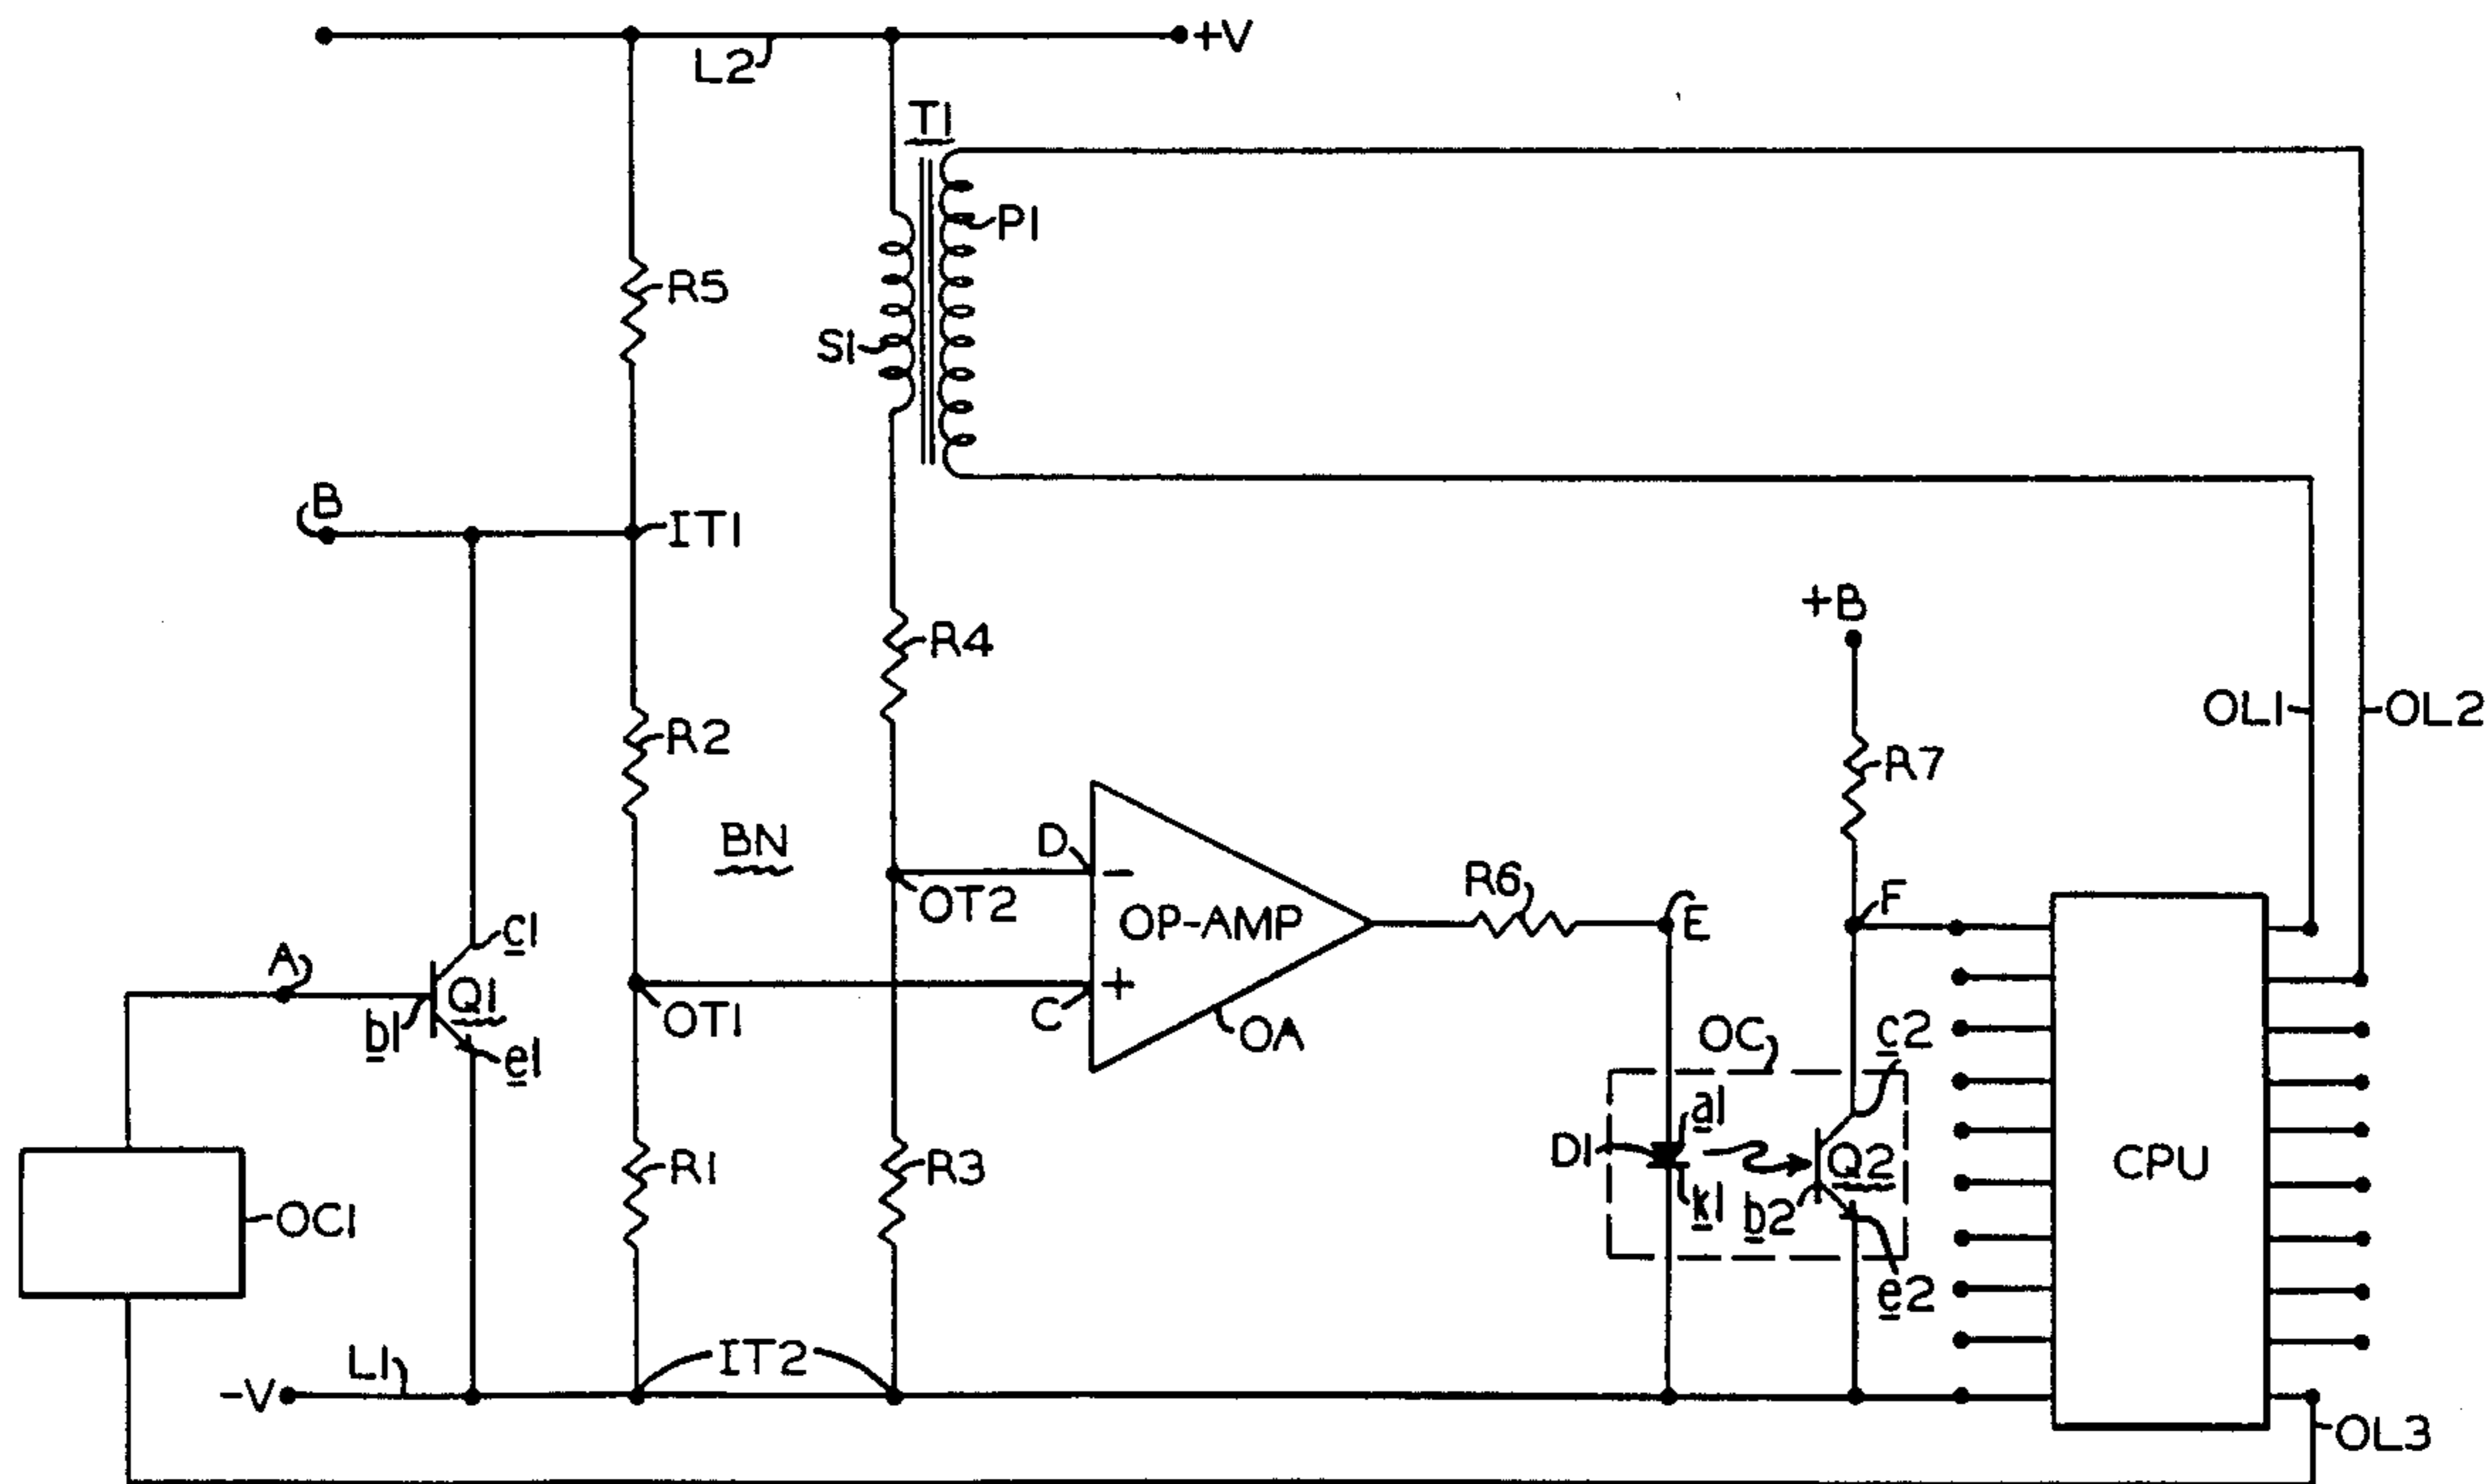 +V
L2
T1
P1
R5
S1
B
IT1
+B
R4
OL1
OL2
R2
R7
BN
D
−
OT2
OP-AMP
R6
E
F
A
c1
Q1
b1
e1
OT1
C
+
OA
OC
c2
a1
D1
Q2
k1
b2
e2
CPU
R1
R3
OC1
IT2
L1
-V
OL3